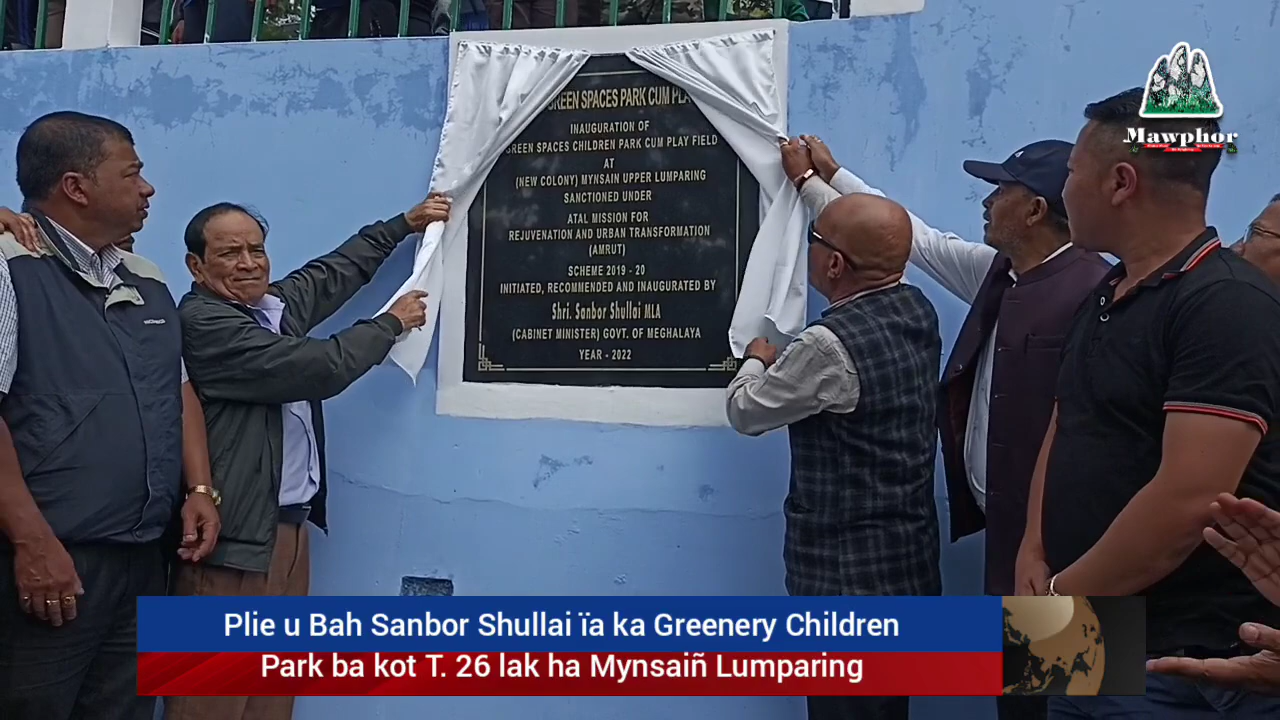 GREEN SPACES PARK CUM PLAY
INAUGURATION OF
GREEN SPACES CHILDREN PARK CUM PLAY FIELD
AT
(NEW COLONY) MYNSAIN UPPER LUMPARING
SANCTIONED UNDER
ATAL MISSION FOR
REJUVENATION AND URBAN TRANSFORMATION
(AMRUT)
SCHEME 2019 - 20
INITIATED, RECOMMENDED AND INAUGURATED BY
Shri. Sanbor Shullai MLA
(CABINET MINISTER) GOVT. OF MEGHALAYA
YEAR - 2022
Mawphor
Plie u Bah Sanbor Shullai ïa ka Greenery Children
Park ba kot T. 26 lak ha Mynsaiñ Lumparing